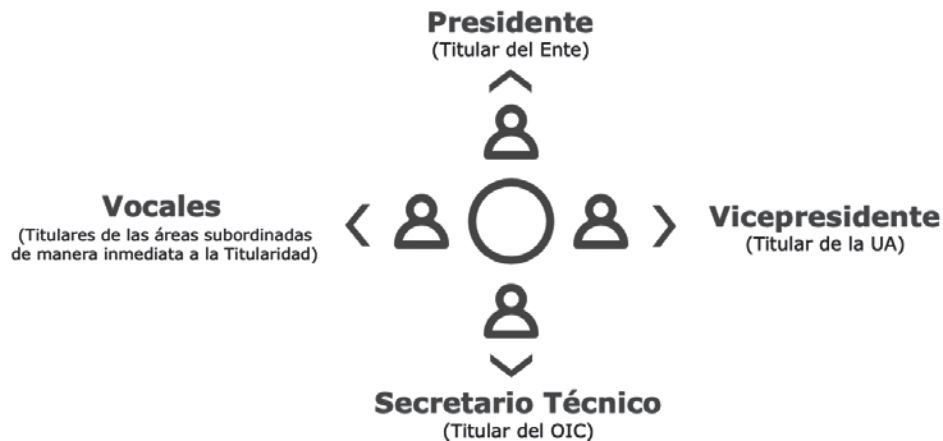 Presidente
(Titular del Ente)
Vocales
(Titulares de las áreas subordinadas
de manera inmediata a la Titularidad)
Vicepresidente
(Titular de la UA)
Secretario Técnico
(Titular del OIC)